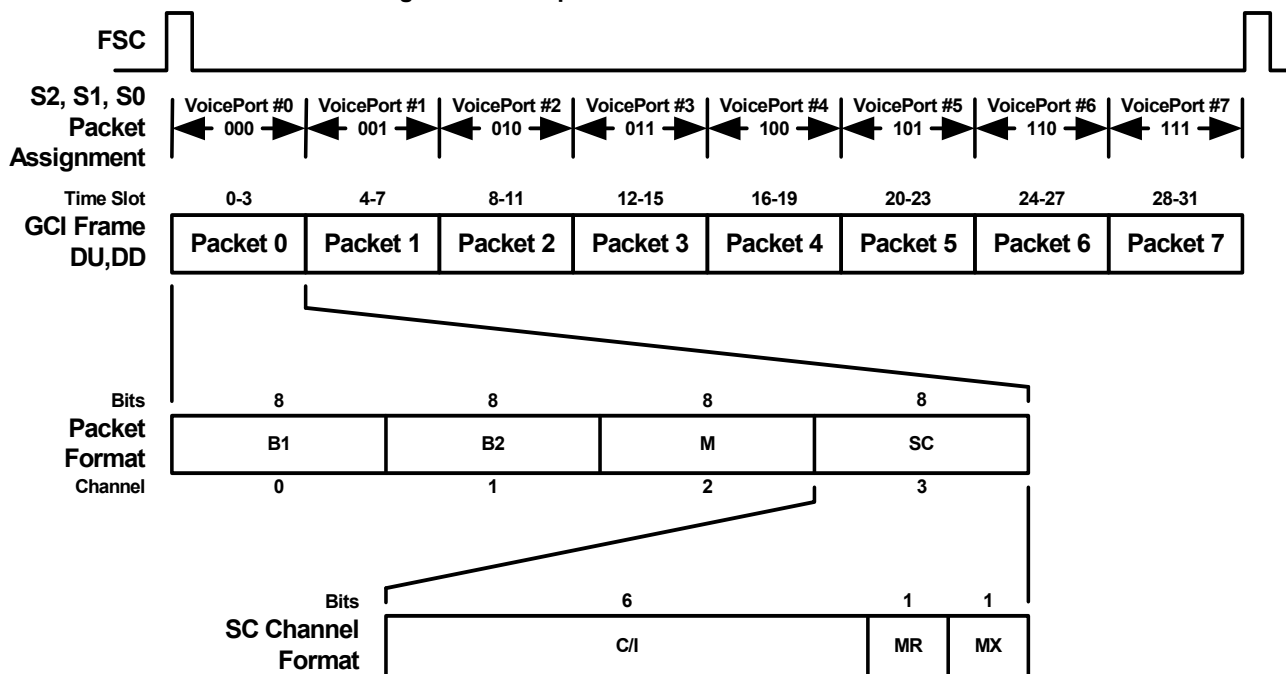 FSC
S2, S1, S0
Packet
Assignment
VoicePort #0 VoicePort #1 VoicePort #2 VoicePort #3 VoicePort #4 VoicePort #5 VoicePort #6 VoicePort #7
000 001 010 011 100 101 110 111
Time Slot 0-3 4-7 8-11 12-15 16-19 20-23 24-27 28-31
GCI Frame
DU,DD
Packet 0 Packet 1 Packet 2 Packet 3 Packet 4 Packet 5 Packet 6 Packet 7
Bits 8 8 8 8
Packet
Format
B1 B2 M SC
Channel 0 1 2 3
Bits 6 1 1
SC Channel
Format
C/I MR MX